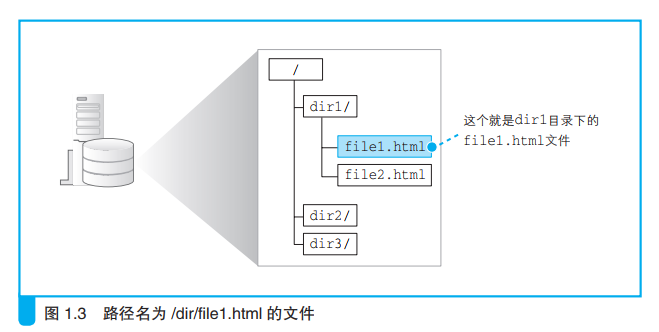 /
dir1/
file1.html
file2.html
dir2/
dir3/
这个就是dir1目录下的
file1.html文件
图 1.3 路径名为 /dir/file1.html 的文件